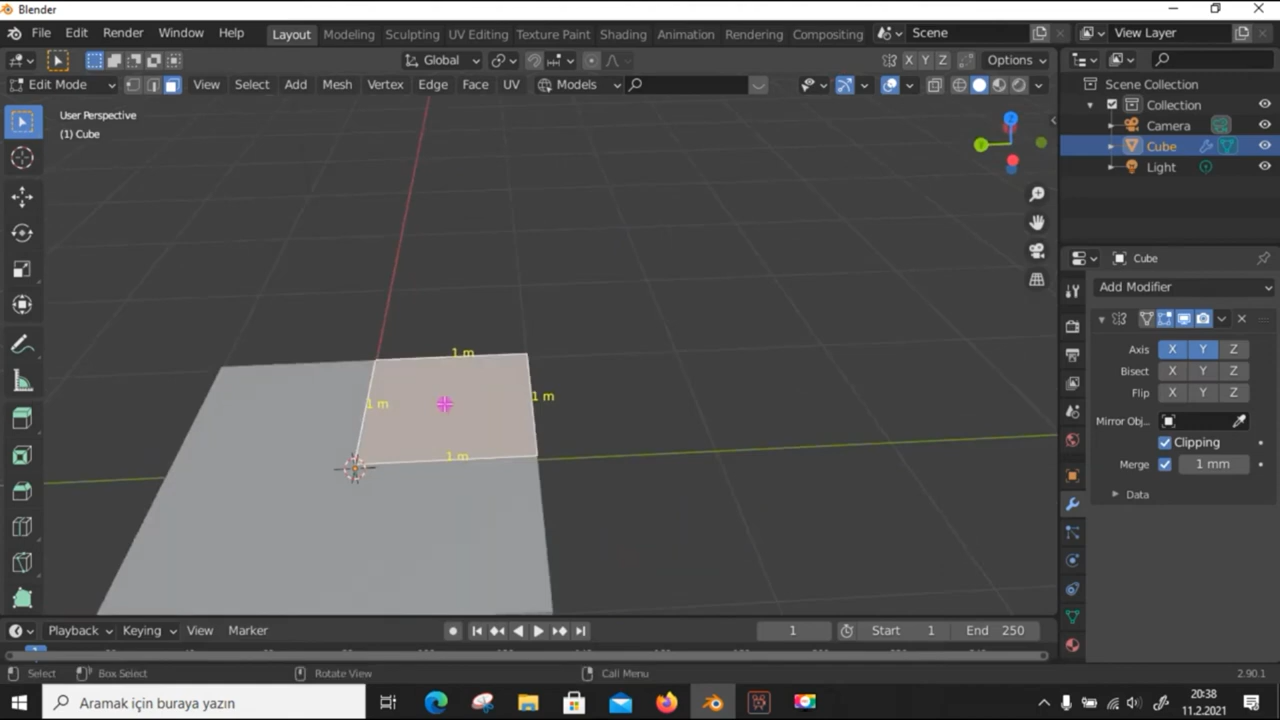 Blender
File Edit Render Window Help Layout Modeling Sculpting UV Editing Texture Paint Shading Animation Rendering Compositing Scene View Layer
Global X Y Z Options
Edit Mode View Select Add Mesh Vertex Edge Face UV Models
User Perspective
(1) Cube
Z
Y
Scene Collection
Collection
Camera
Cube
Light
Cube
Add Modifier
Axis X Y Z
Bisect X Y Z
Flip X Y Z
Mirror Obj..
Clipping
Merge 1 mm
Data
1 m
1 m
1 m
1 m
Playback Keying View Marker 1 Start 1 End 250
Select Box Select Rotate View Call Menu 2.90.1
Aramak için buraya yazın
20:38
11.2.2021